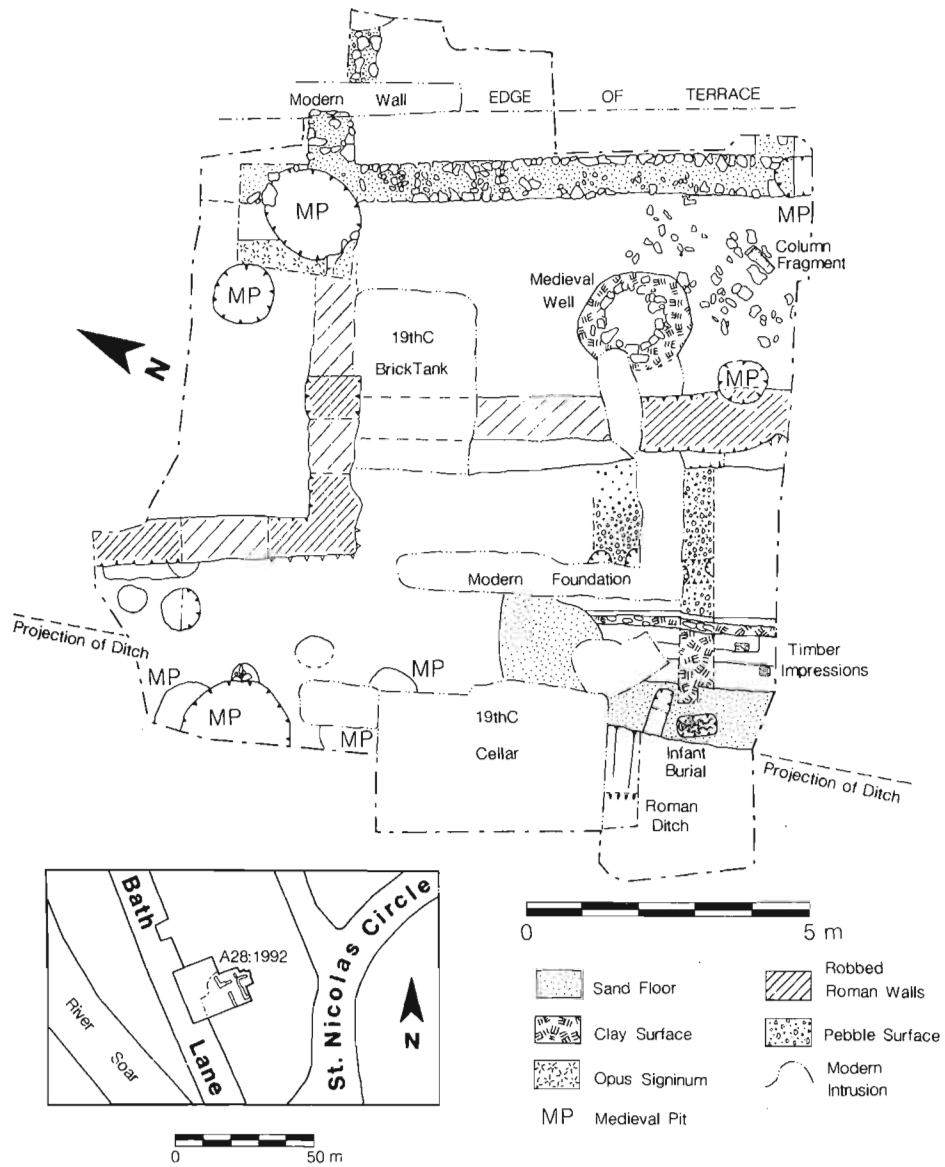 Modern Wall
EDGE OF TERRACE
MP
MP
Column
Fragment
MP
Medieval
Well
19thC
BrickTank
N
MP
Modern Foundation
Projection of Ditch
Timber
Impressions
MP
MP
MP
MP
19thC
Cellar
Infant
Burial
Projection of Ditch
Roman
Ditch
Bath
Lane
A28:1992
St. Nicolas Circle
River
Soar
N
0 50 m
0 5 m
Sand Floor
Clay Surface
Opus Signinum
MP Medieval Pit
Robbed
Roman Walls
Pebble Surface
Modern
Intrusion